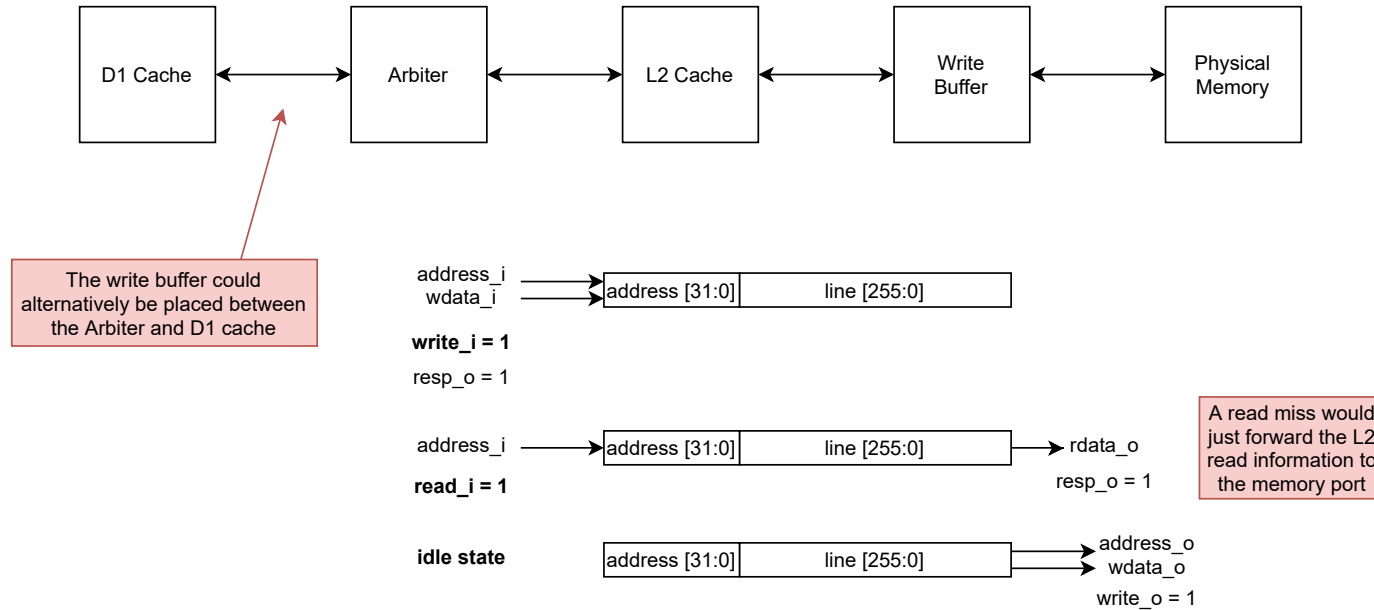 D1 Cache
Arbiter
L2 Cache
Write
Buffer
Physical
Memory
The write buffer could
alternatively be placed between
the Arbiter and D1 cache
address_i
wdata_i
address [31:0]
line [255:0]
write_i = 1
resp_o = 1
address_i
address [31:0]
line [255:0]
rdata_o
read_i = 1
resp_o = 1
A read miss would
just forward the L2
read information to
the memory port
idle state
address [31:0]
line [255:0]
address_o
wdata_o
write_o = 1